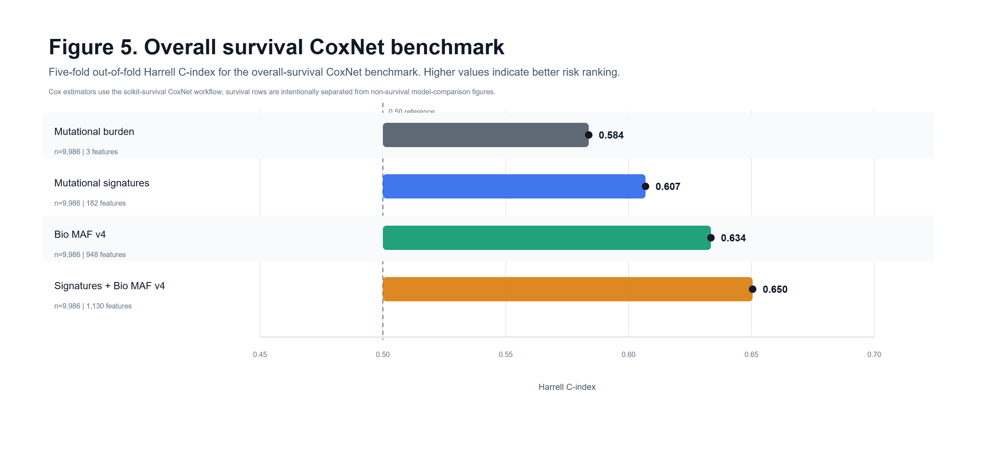 Figure 5. Overall survival CoxNet benchmark
Five-fold out-of-fold Harrell C-index for the overall-survival CoxNet benchmark. Higher values indicate better risk ranking.
Cox estimators use the scikit-survival CoxNet workflow; survival rows are intentionally separated from non-survival model-comparison figures.
0.50 reference
Mutational burden
0.584
n=9,986 | 3 features
Mutational signatures
0.607
n=9,986 | 182 features
Bio MAF v4
0.634
n=9,986 | 948 features
Signatures + Bio MAF v4
0.650
n=9,986 | 1,130 features
0.45 0.50 0.55 0.60 0.65 0.70
Harrell C-index